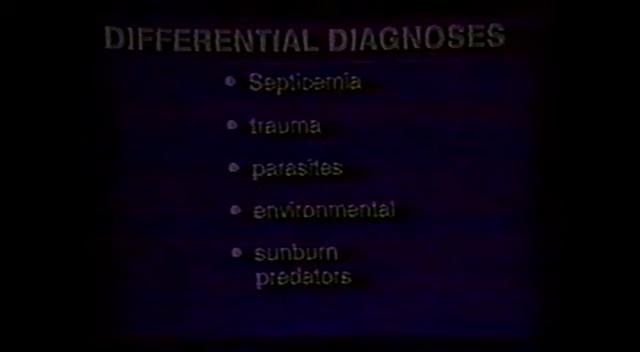 DIFFERENTIAL DIAGNOSES
• Septicemia
• trauma
• parasites
• environmental
• sunburn
predators